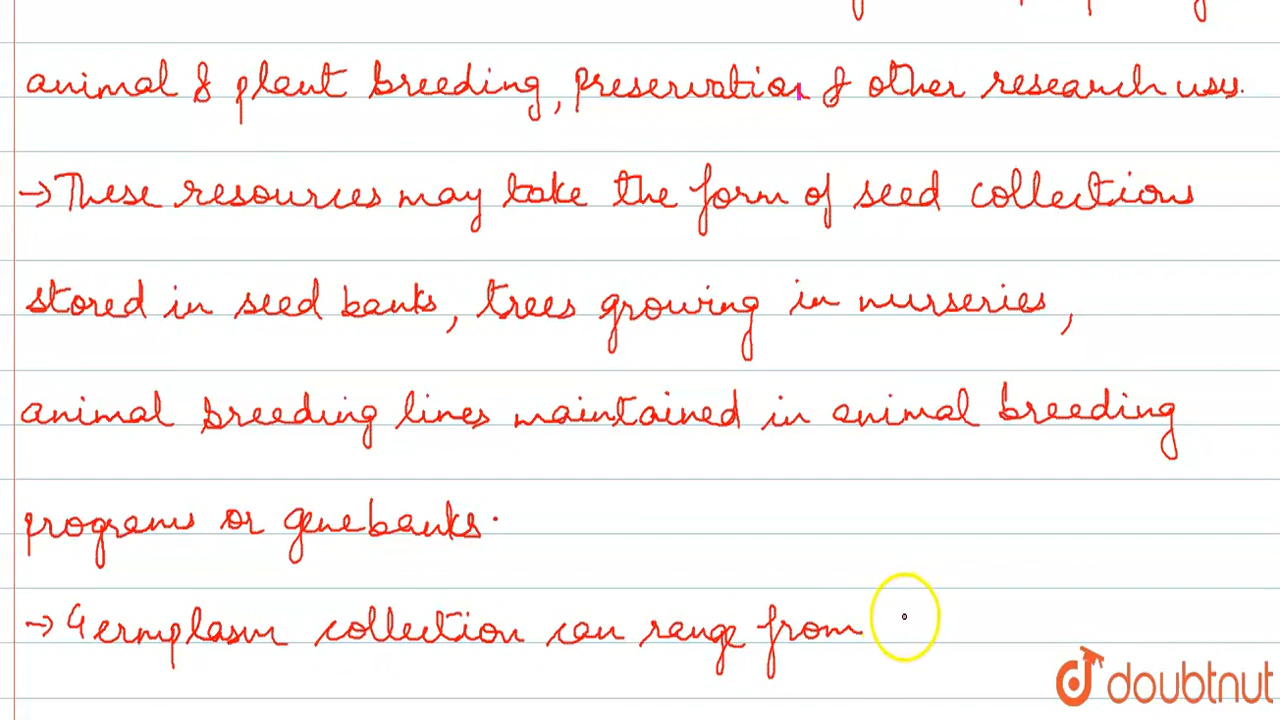 animal & plant breeding, preservation & other research uses.
→ These resources may take the form of seed collections
stored in seed banks, trees growing in nurseries,
animal breeding lines maintained in animal breeding
programs or gene banks.
→ Germplasm collection can range from
doubtnut